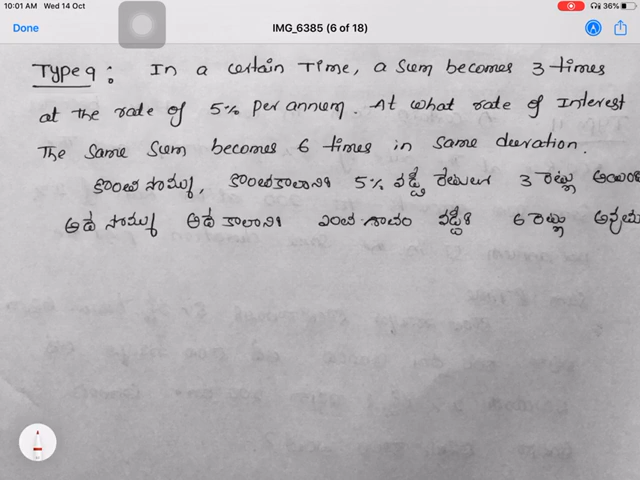 10:01 AM Wed 14 Oct 36%
Done IMG_6385 (6 of 18)
Type 9: In a certain Time, a sum becomes 3 times
at the rate of 5% per annum. At what rate of Interest
The same sum becomes 6 times in same duration.
కొంత సొమ్ము, కొంతకాలానికి 5% వడ్డీ రేటున 3 రెట్లు
అదే సొమ్ము అదే కాలానికి ఎంత శాతం వడ్డీకి 6 రెట్లు